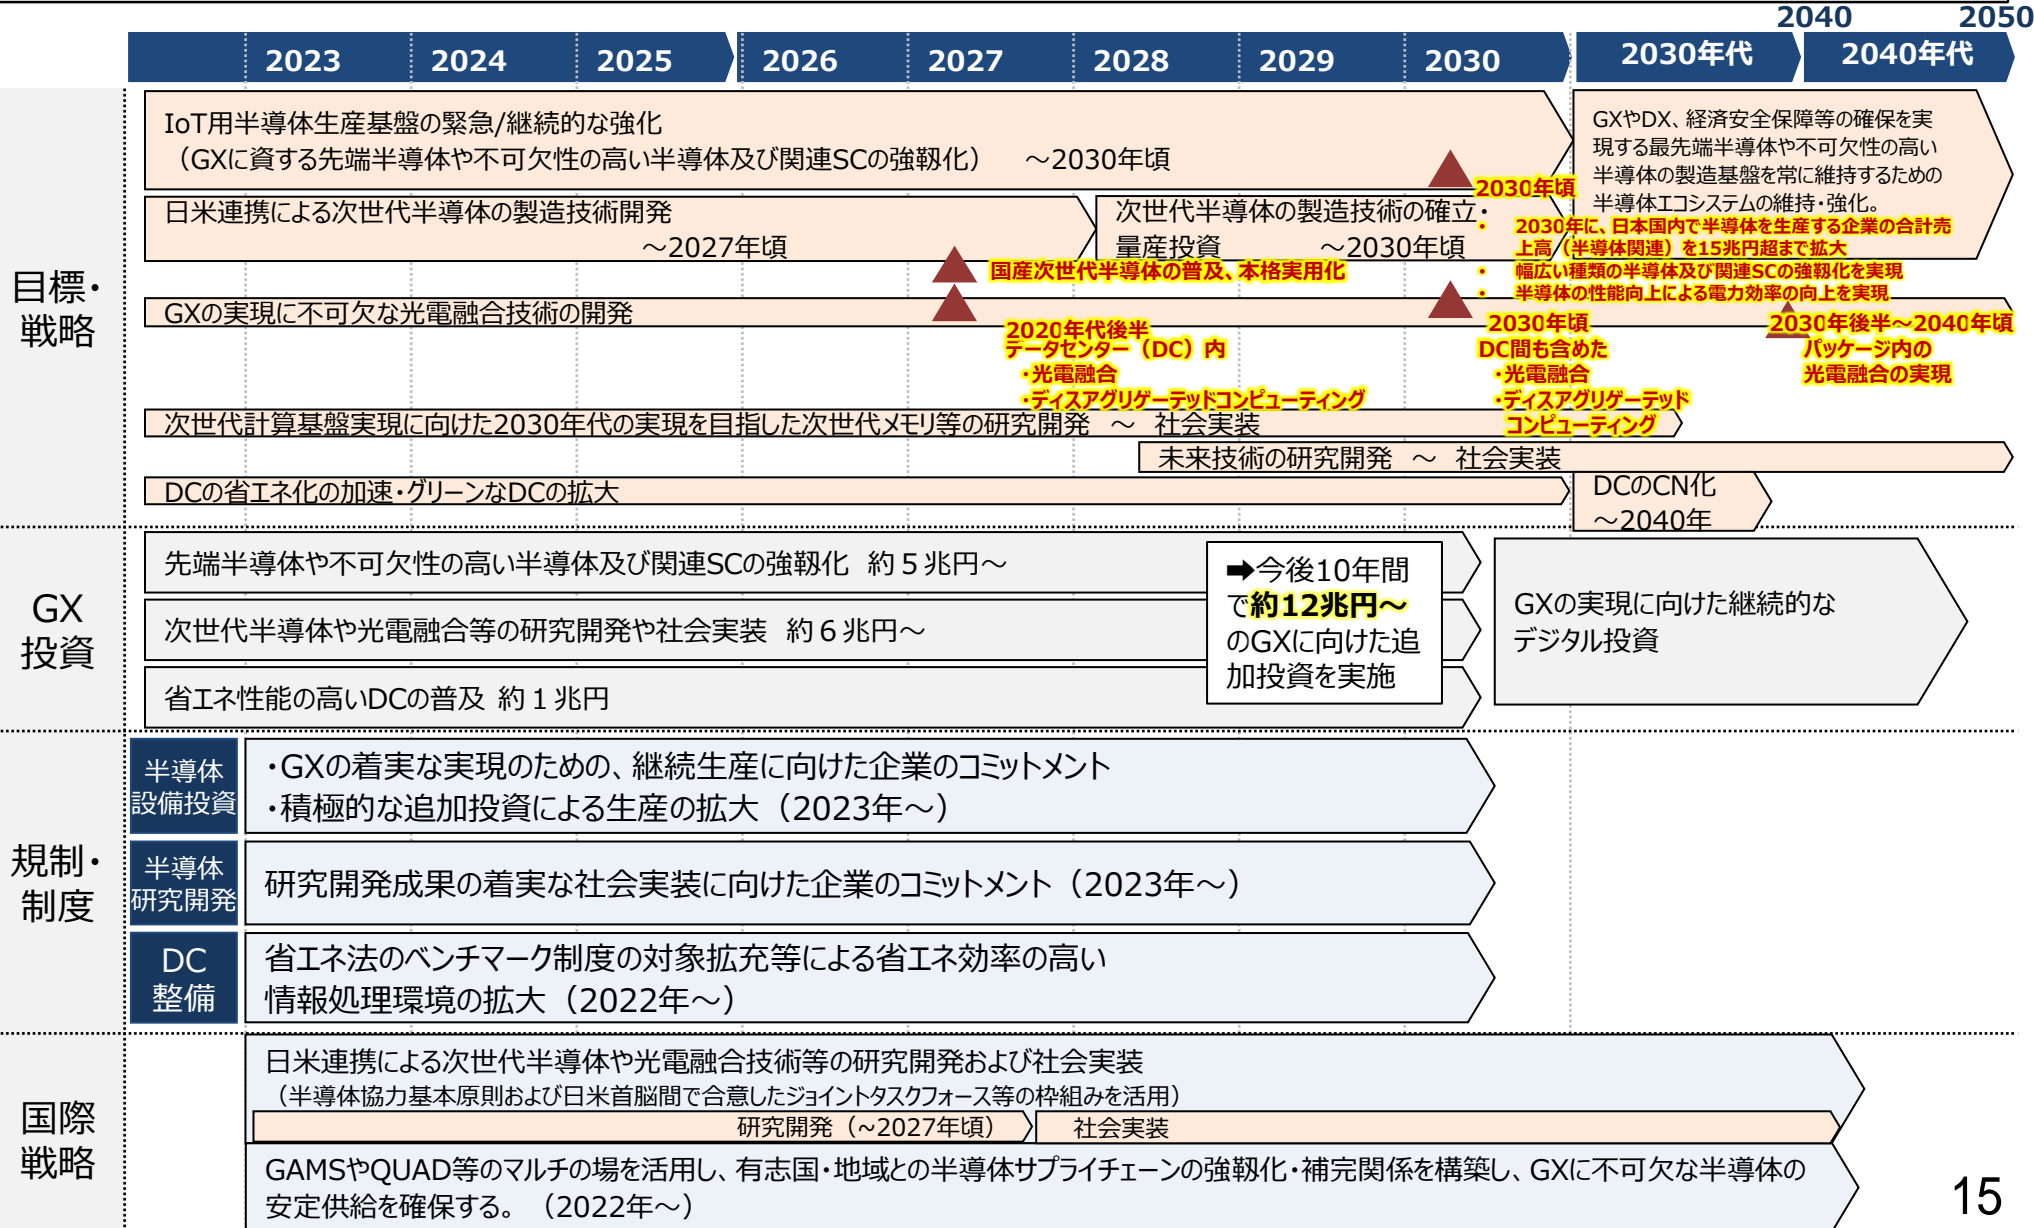 2040
2050
2023
2024
2025
2026
2027
2028
2029
2030
2030年代
2040年代
目標・
戦略
IoT用半導体生産基盤の緊急/継続的な強化
（GXに資する先端半導体や不可欠性の高い半導体及び関連SCの強靱化） ～2030年頃
GXやDX、経済安全保障等の確保を実
現する最先端半導体や不可欠性の高い
半導体の製造基盤を常に維持するための
半導体エコシステムの維持・強化。
日米連携による次世代半導体の製造技術開発
～2027年頃
次世代半導体の製造技術の確立・
量産投資 ～2030年頃
国産次世代半導体の普及、本格実用化
2030年頃
・ 2030年に、日本国内で半導体を生産する企業の合計売
上高（半導体関連）を15兆円超まで拡大
・ 幅広い種類の半導体及び関連SCの強靱化を実現
・ 半導体の性能向上による電力効率の向上を実現
GXの実現に不可欠な光電融合技術の開発
2020年代後半
データセンター（DC）内
・光電融合
・ディスアグリゲーテッドコンピューティング
2030年頃
DC間も含めた
・光電融合
・ディスアグリゲーテッド
コンピューティング
2030年後半～2040年頃
パッケージ内の
光電融合の実現
次世代計算基盤実現に向けた2030年代の実現を目指した次世代メモリ等の研究開発 ～ 社会実装
未来技術の研究開発 ～ 社会実装
DCの省エネ化の加速・グリーンなDCの拡大
DCのCN化
～2040年
GX
投資
先端半導体や不可欠性の高い半導体及び関連SCの強靱化 約５兆円～
次世代半導体や光電融合等の研究開発や社会実装 約６兆円～
省エネ性能の高いDCの普及 約１兆円
➡今後10年間
で約12兆円～
のGXに向けた追
加投資を実施
GXの実現に向けた継続的な
デジタル投資
規制・
制度
半導体
設備投資
・GXの着実な実現のための、継続生産に向けた企業のコミットメント
・積極的な追加投資による生産の拡大（2023年～）
半導体
研究開発
研究開発成果の着実な社会実装に向けた企業のコミットメント（2023年～）
DC
整備
省エネ法のベンチマーク制度の対象拡充等による省エネ効率の高い
情報処理環境の拡大（2022年～）
国際
戦略
日米連携による次世代半導体や光電融合技術等の研究開発および社会実装
（半導体協力基本原則および日米首脳間で合意したジョイントタスクフォース等の枠組みを活用）
研究開発（~2027年頃）
社会実装
GAMSやQUAD等のマルチの場を活用し、有志国・地域との半導体サプライチェーンの強靱化・補完関係を構築し、GXに不可欠な半導体の
安定供給を確保する。（2022年～）
15